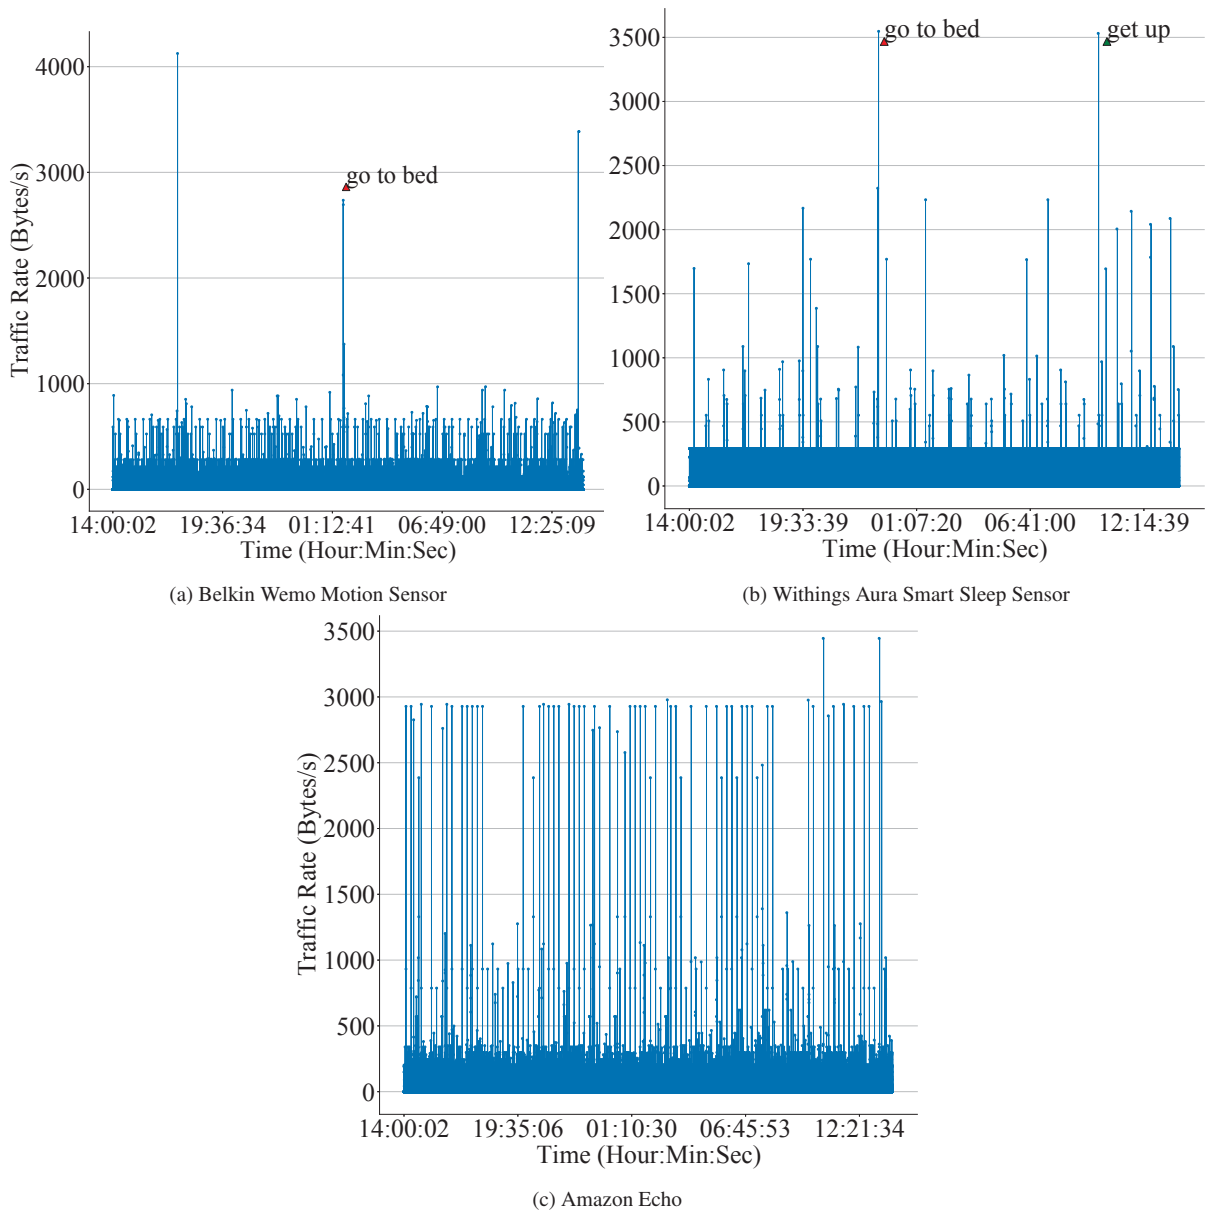 go to bed
4000
3000
2000
1000
0
Traffic Rate (Bytes/s)
14:00:02 19:36:34 01:12:41 06:49:00 12:25:09
Time (Hour:Min:Sec)
(a) Belkin Wemo Motion Sensor
go to bed get up
3500
3000
2500
2000
1500
1000
500
0
14:00:02 19:33:39 01:07:20 06:41:00 12:14:39
Time (Hour:Min:Sec)
(b) Withings Aura Smart Sleep Sensor
3500
3000
2500
2000
1500
1000
500
0
Traffic Rate (Bytes/s)
14:00:02 19:35:06 01:10:30 06:45:53 12:21:34
Time (Hour:Min:Sec)
(c) Amazon Echo